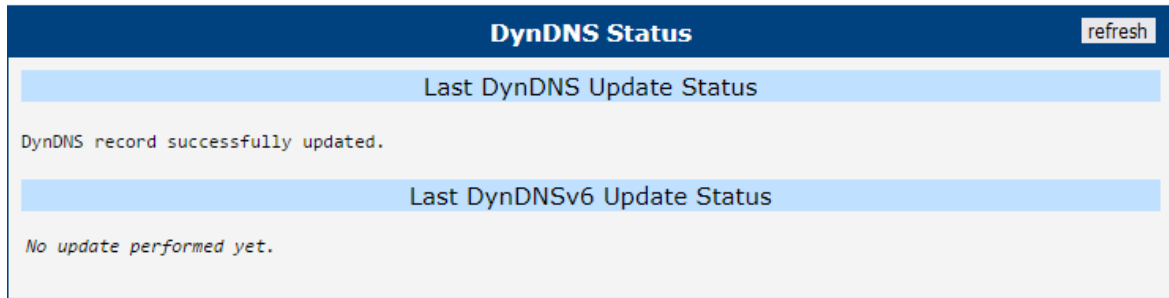 DynDNS Status
refresh
Last DynDNS Update Status
DynDNS record successfully updated.
Last DynDNSv6 Update Status
No update performed yet.